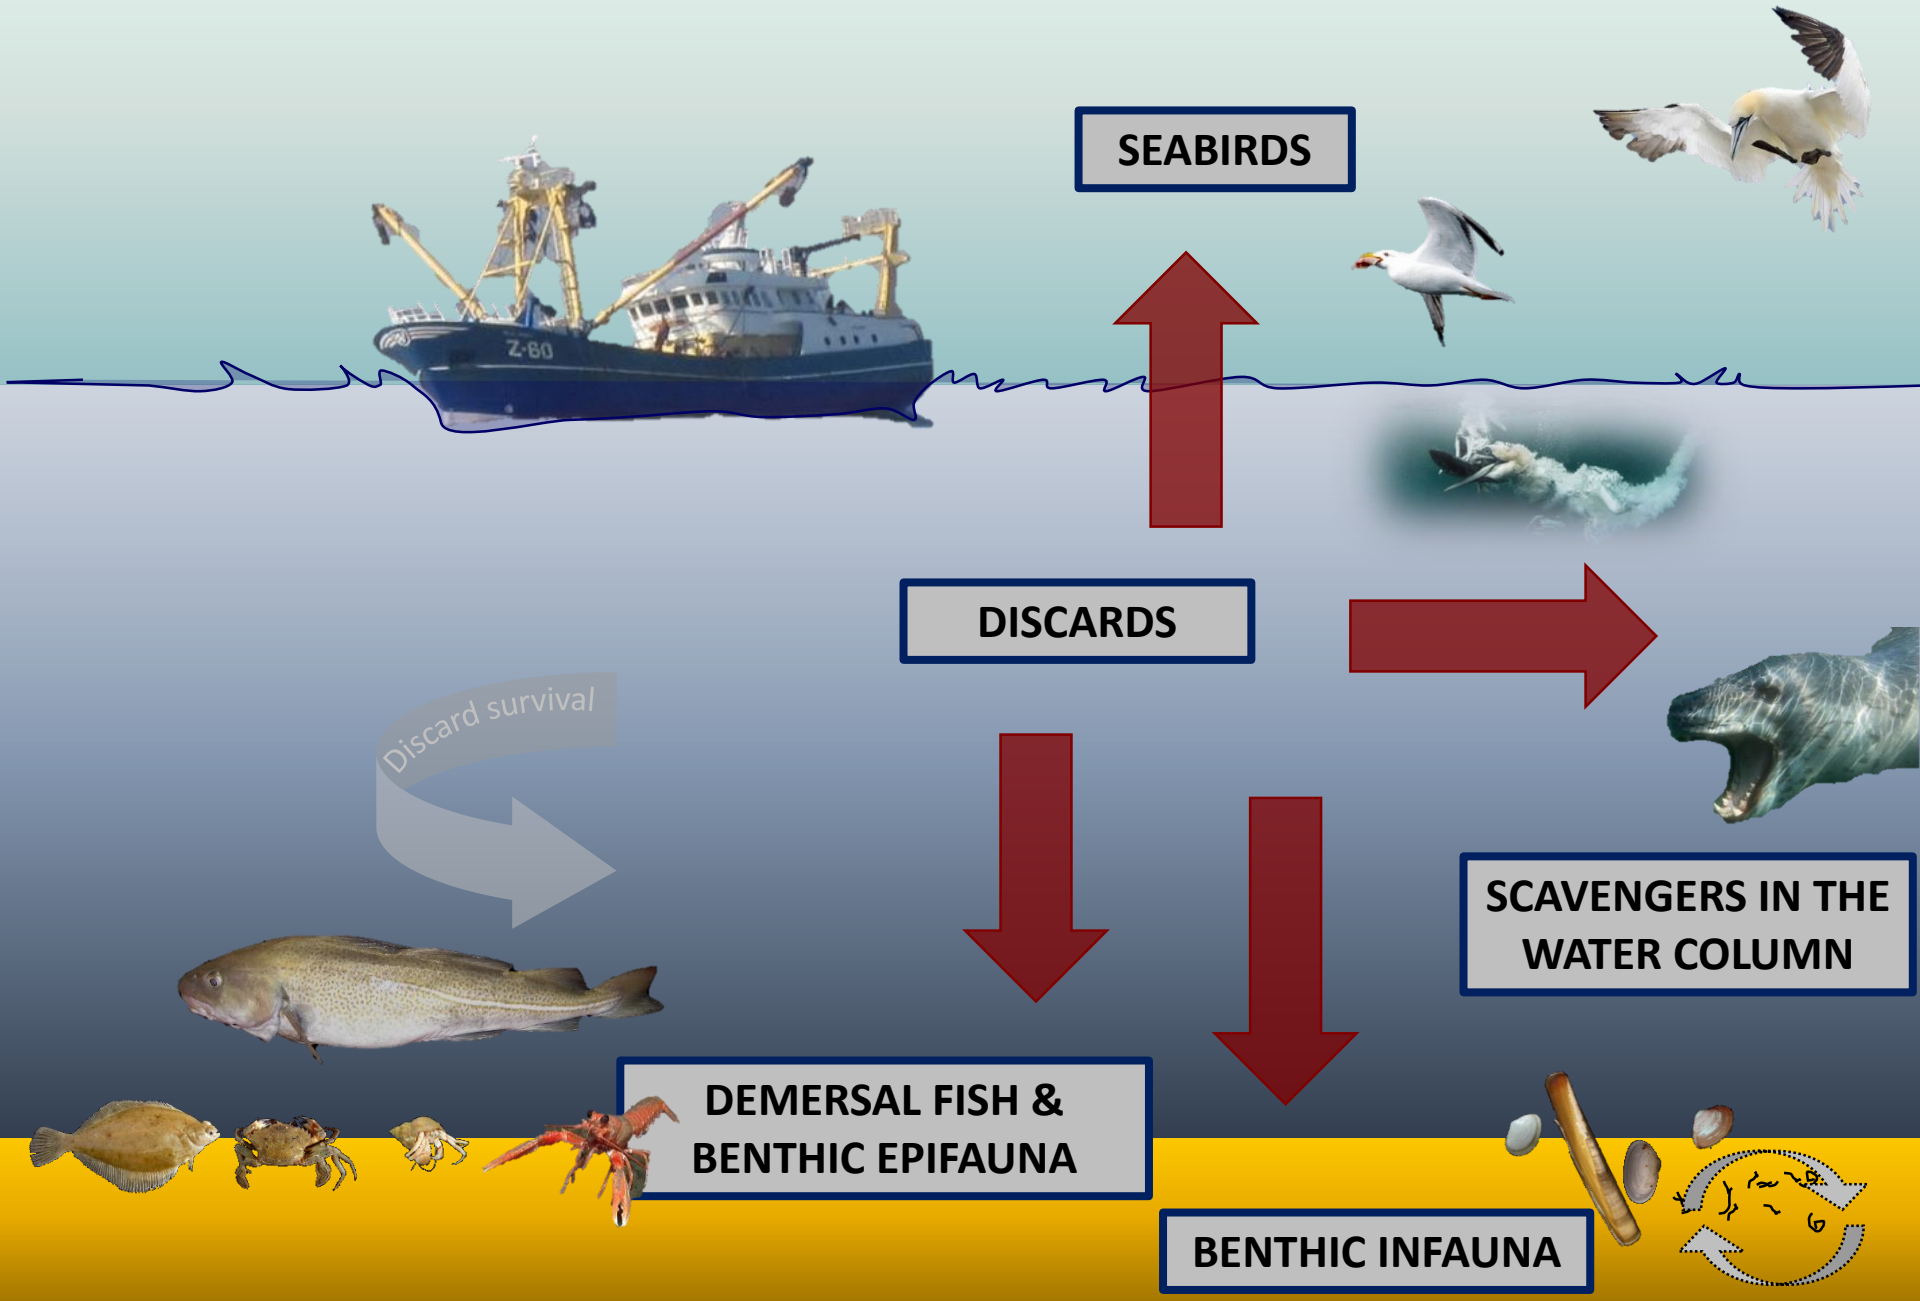 SEABIRDS
Z-60
DISCARDS
Discard survival
SCAVENGERS IN THE
WATER COLUMN
DEMERSAL FISH &
BENTHIC EPIFAUNA
BENTHIC INFAUNA